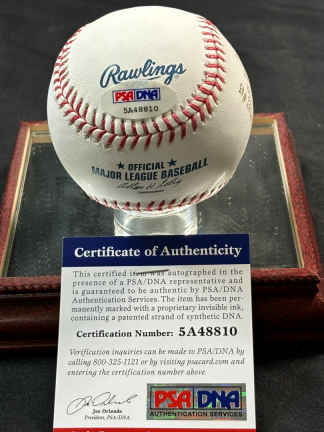 Rawlings
PSA DNA
5A48810
★ OFFICIAL ★
MAJOR LEAGUE BASEBALL
Certificate of Authenticity
This certified item was autographed in the
presence of a PSA/DNA representative and
is guaranteed to be authentic by PSA/DNA
Authentication Services. The item has been
permanently marked with a proprietary invisible ink,
containing a patented strand of synthetic DNA.
Certification Number: 5A48810
Verification inquiries can be made to PSA/DNA by
calling 800-325-1121 or by visiting psacard.com and
entering the certification number above.
Joe Orlando
President, PSA/DNA
PSA DNA
AUTHENTICATION SERVICES